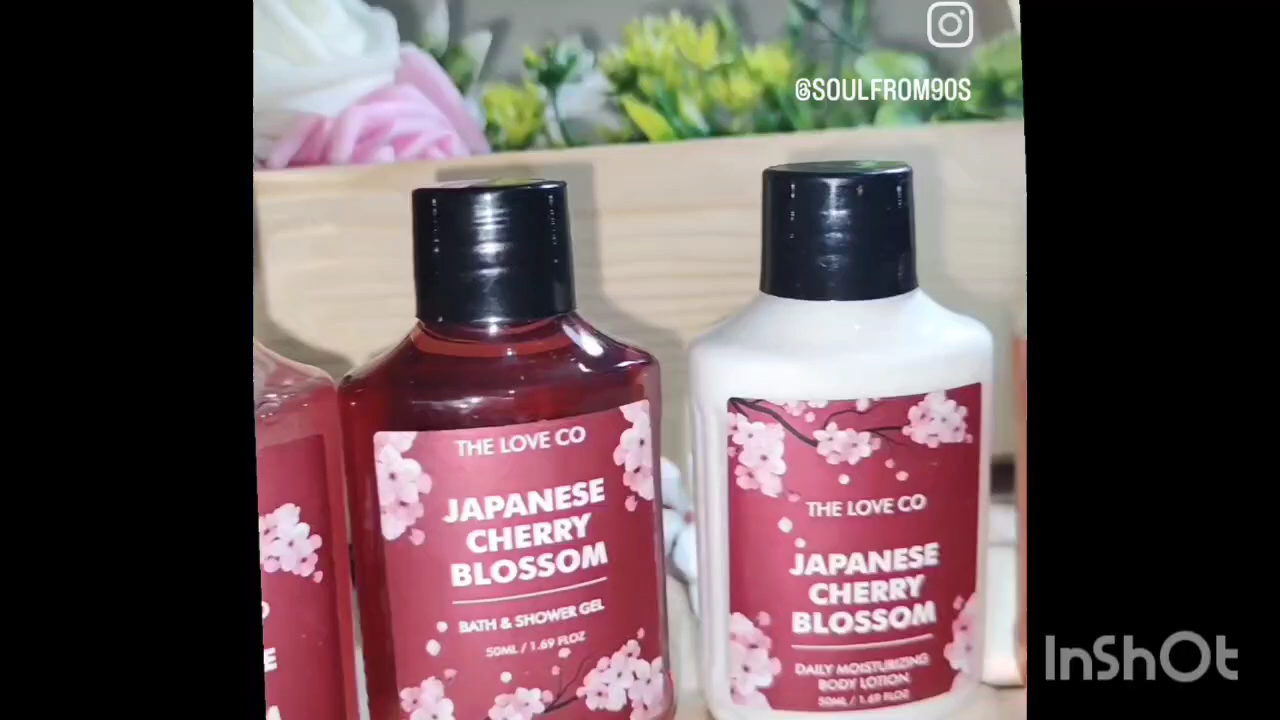 @SOULFROM90S
THE LOVE CO
JAPANESE
CHERRY
BLOSSOM
BATH & SHOWER GEL
50ML / 1.69 FLOZ
THE LOVE CO
JAPANESE
CHERRY
BLOSSOM
DAILY MOISTURIZING
BODY LOTION
50ML / 1.69 FLOZ
InShOt